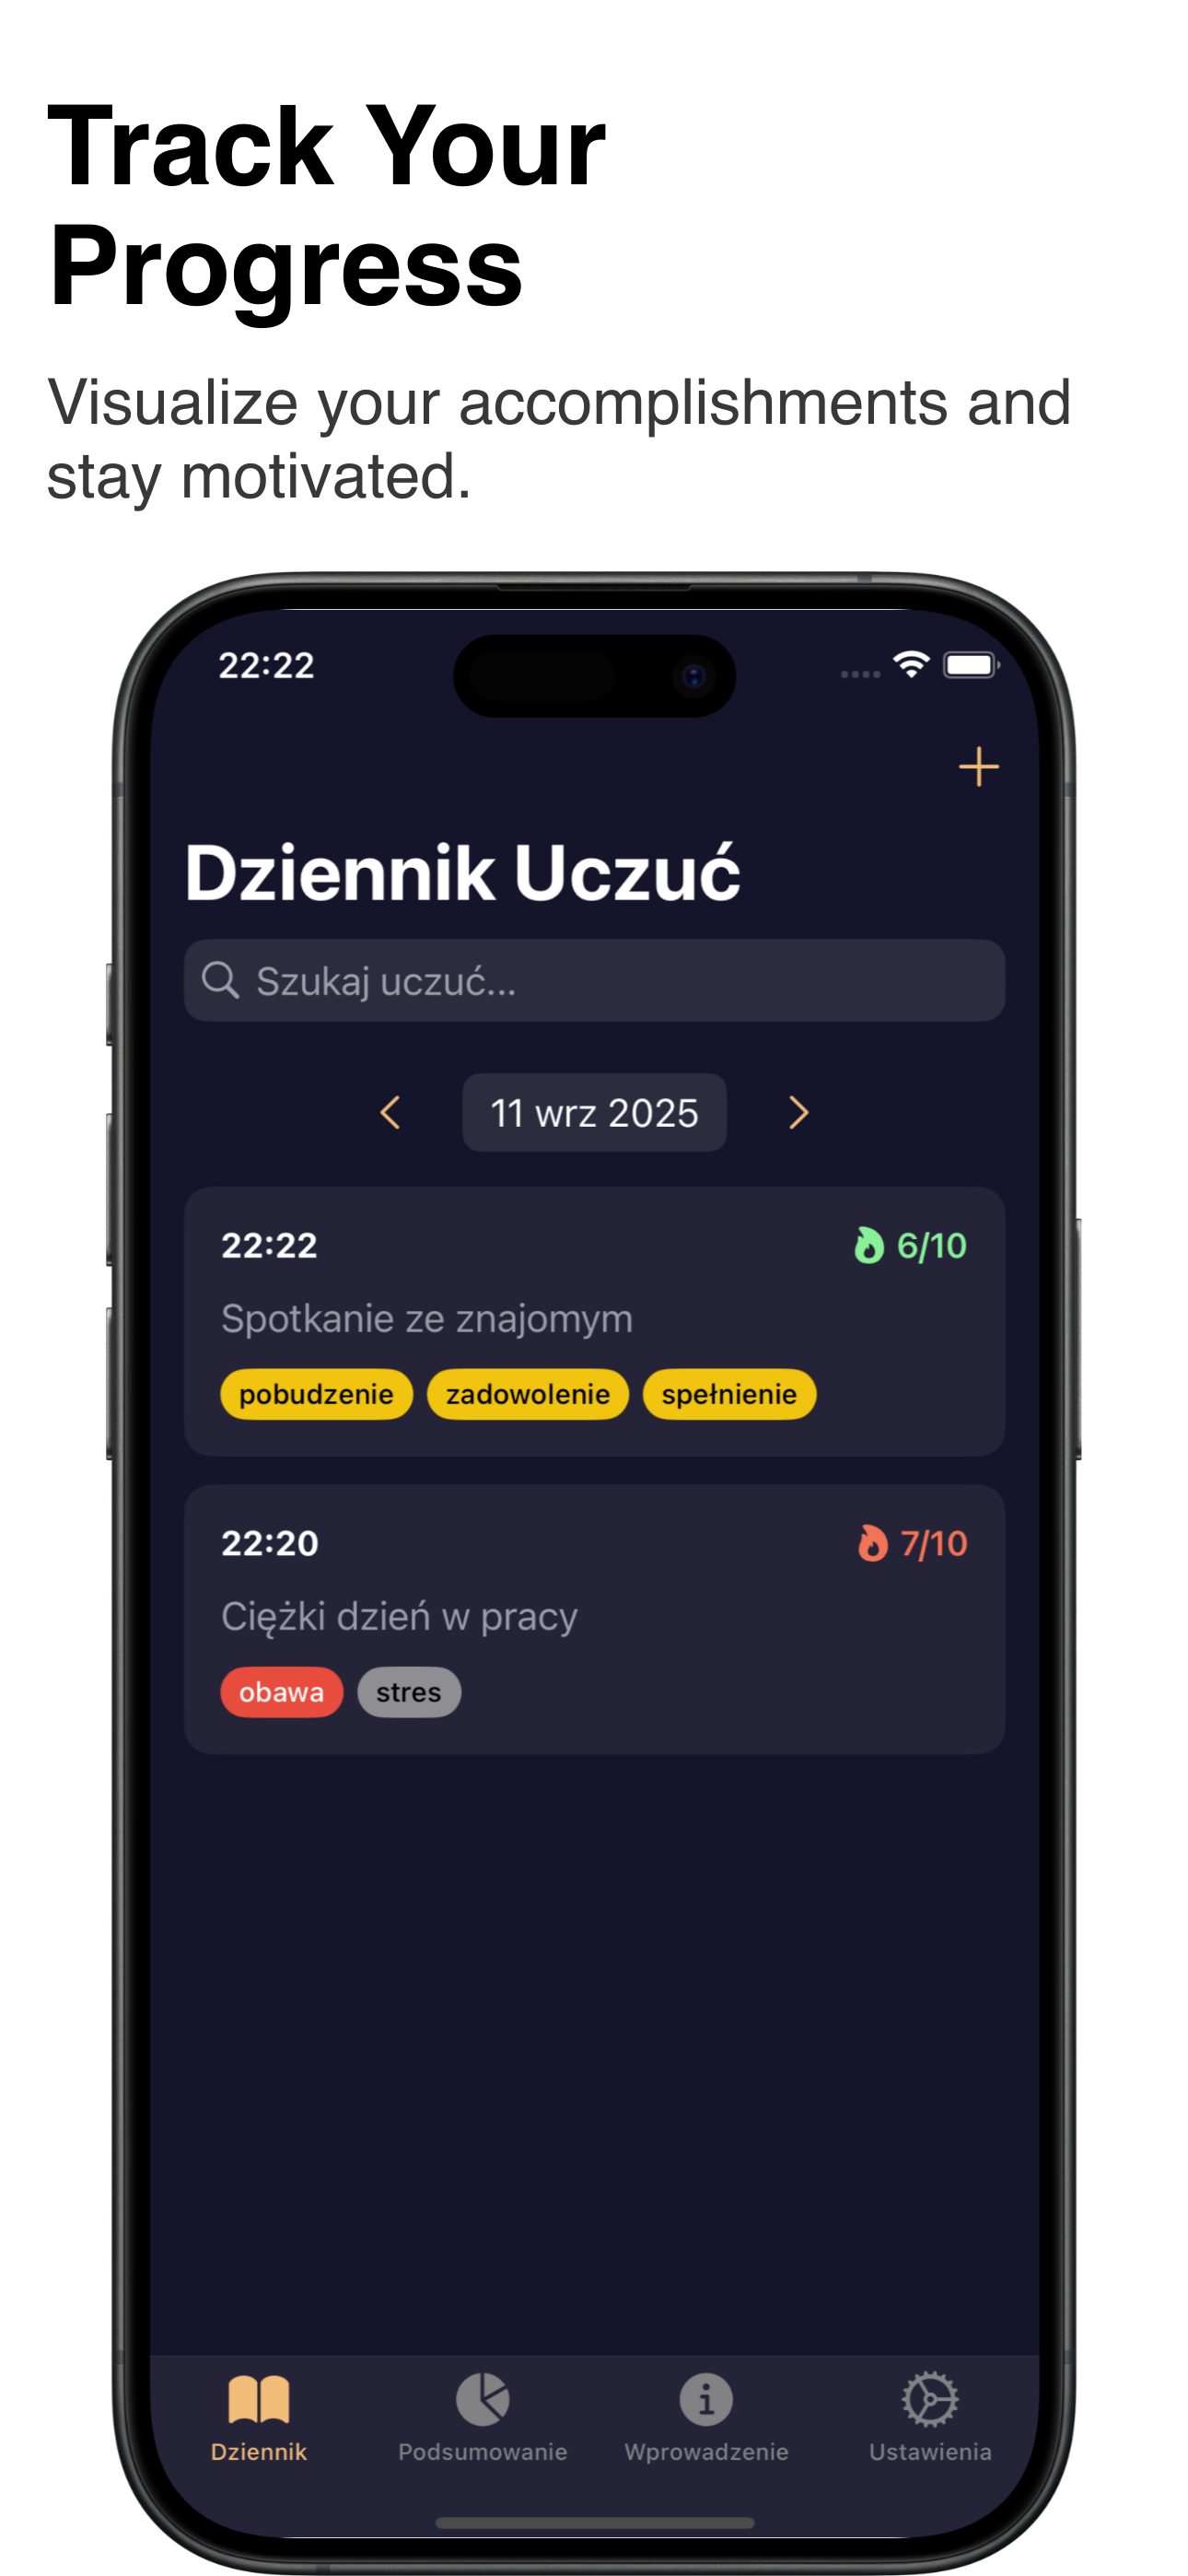 Track Your
Progress
Visualize your accomplishments and
stay motivated.
22:22
Dziennik Uczuć
Szukaj uczuć...
11 wrz 2025
22:22 6/10
Spotkanie ze znajomym
pobudzenie zadowolenie spełnienie
22:20 7/10
Ciężki dzień w pracy
obawa stres
Dziennik Podsumowanie Wprowadzenie Ustawienia